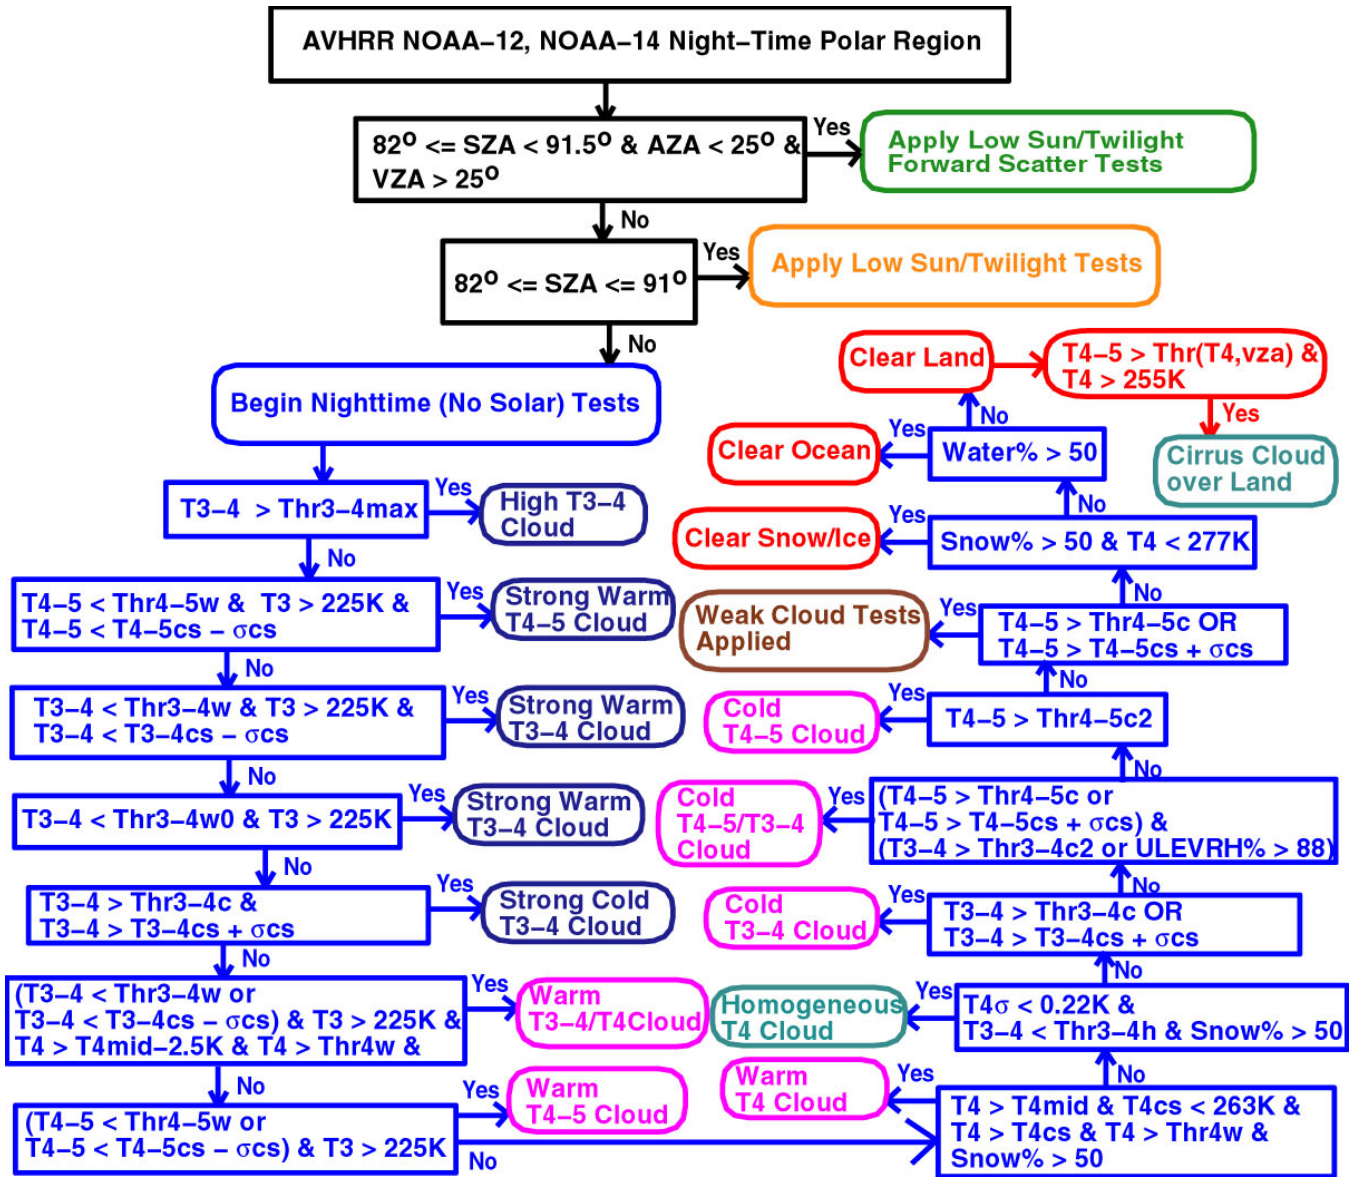 AVHRR NOAA–12, NOAA–14 Night–Time Polar Region
82º <= SZA < 91.5º & AZA < 25º &
VZA > 25º
Yes
Apply Low Sun/Twilight
Forward Scatter Tests
No
82º <= SZA <= 91º
Yes
Apply Low Sun/Twilight Tests
No
Begin Nighttime (No Solar) Tests
T3–4 > Thr3–4max
Yes
High T3–4
Cloud
No
T4–5 < Thr4–5w & T3 > 225K &
T4–5 < T4–5cs – σcs
Yes
Strong Warm
T4–5 Cloud
No
T3–4 < Thr3–4w & T3 > 225K &
T3–4 < T3–4cs – σcs
Yes
Strong Warm
T3–4 Cloud
No
T3–4 < Thr3–4w0 & T3 > 225K
Yes
Strong Warm
T3–4 Cloud
No
T3–4 > Thr3–4c &
T3–4 > T3–4cs + σcs
Yes
Strong Cold
T3–4 Cloud
No
(T3–4 < Thr3–4w or
T3–4 < T3–4cs – σcs) & T3 > 225K &
T4 > T4mid–2.5K & T4 > Thr4w &
Yes
Warm
T3–4/T4Cloud
No
(T4–5 < Thr4–5w or
T4–5 < T4–5cs – σcs) & T3 > 225K
Yes
Warm
T4–5 Cloud
No
T4 > T4mid & T4cs < 263K &
T4 > T4cs & T4 > Thr4w &
Snow% > 50
Yes
Warm
T4 Cloud
No
T4σ < 0.22K &
T3–4 < Thr3–4h & Snow% > 50
Yes
Homogeneous
T4 Cloud
No
T3–4 > Thr3–4c OR
T3–4 > T3–4cs + σcs
Yes
Cold
T3–4 Cloud
No
(T4–5 > Thr4–5c or
T4–5 > T4–5cs + σcs) &
(T3–4 > Thr3–4c2 or ULEVRH% > 88)
Yes
Cold
T4–5/T3–4
Cloud
No
T4–5 > Thr4–5c2
Yes
Cold
T4–5 Cloud
No
T4–5 > Thr4–5c OR
T4–5 > T4–5cs + σcs
Yes
Weak Cloud Tests
Applied
No
Snow% > 50 & T4 < 277K
Yes
Clear Snow/Ice
No
Water% > 50
Yes
Clear Ocean
No
Clear Land
T4–5 > Thr(T4,vza) &
T4 > 255K
Yes
Cirrus Cloud
over Land